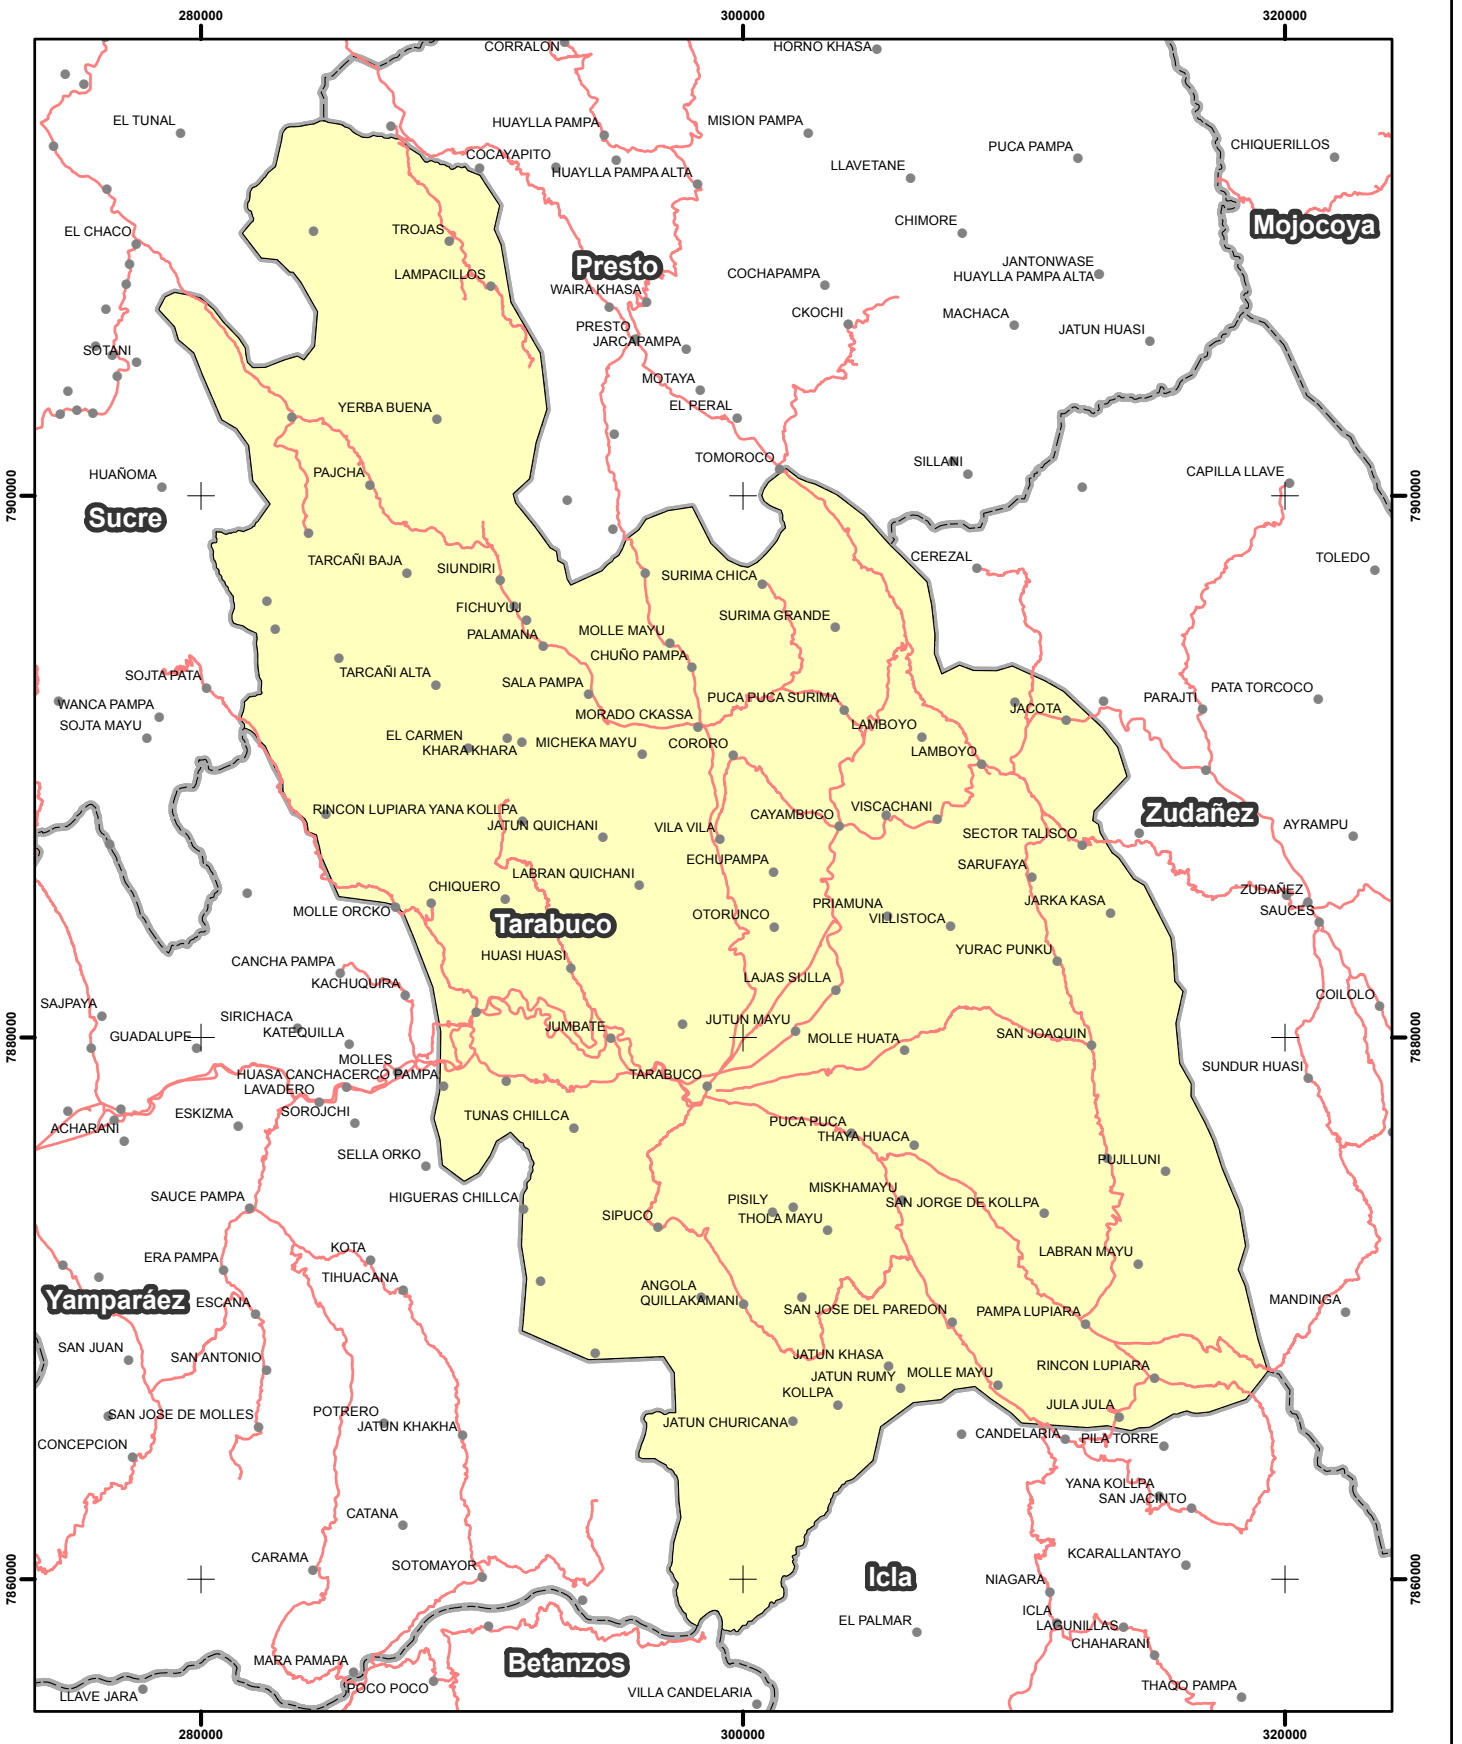 280000
300000
320000
CORRALON
HORNO KHASA
EL TUNAL
HUAYLLA PAMPA
MISION PAMPA
PUCA PAMPA
CHIQUERILLOS
COCAYAPITO
HUAYLLA PAMPA ALTA
LLAVETANE
EL CHACO
TROJAS
CHIMORE
Mojocoya
Presto
LAMPACILLOS
WAIRA KHASA
COCHAPAMPA
JANTONWASE
HUAYLLA PAMPA ALTA
CKOCHI
MACHACA
PRESTO
JARCAPAMPA
JATUN HUASI
SOTANI
MOTAYA
YERBA BUENA
EL PERAL
TOMOROCO
SILLANI
HUAÑOMA
PAJCHA
CAPILLA LLAVE
7900000
7900000
Sucre
TARCAÑI BAJA
SIUNDIRI
SURIMA CHICA
CEREZAL
TOLEDO
FICHUYUJ
SURIMA GRANDE
PALAMANA
MOLLE MAYU
CHUÑO PAMPA
SOJTA PATA
TARCAÑI ALTA
SALA PAMPA
PUCA PUCA SURIMA
PARAJTI
PATA TORCOCO
WANCA PAMPA
SOJTA MAYU
MORADO CKASSA
LAMBOYO
JACOTA
EL CARMEN
KHARA KHARA
MICHEKA MAYU
CORORO
LAMBOYO
RINCON LUPIARA YANA KOLLPA
JATUN QUICHANI
VILA VILA
CAYAMBUCO
VISCACHANI
SECTOR TALISCO
Zudañez
AYRAMPU
ECHUPAMPA
SARUFAYA
LABRAN QUICHANI
CHIQUERO
MOLLE ORCKO
Tarabuco
OTORUNCO
PRIAMUNA
VILLISTOCA
JARKA KASA
ZUDAÑEZ
SAUCES
YURAC PUNKU
CANCHA PAMPA
KACHUQUIRA
HUASI HUASI
LAJAS SIJLLA
COILOLO
SAJPAYA
SIRICHACA
KATEQUILLA
GUADALUPE
JUMBATE
JUTUN MAYU
MOLLE HUATA
SAN JOAQUIN
7880000
7880000
MOLLES
HUASA CANCHACERCO PAMPA
LAVADERO
TARABUCO
SUNDUR HUASI
SOROJCHI
ESKIZMA
ACHARANI
TUNAS CHILLCA
PUCA PUCA
THAYA HUACA
SELLA ORKO
PUJLLUNI
SAUCE PAMPA
HIGUERAS CHILLCA
SIPUCO
PISILY
THOLA MAYU
MISKHAMAYU
SAN JORGE DE KOLLPA
KOTA
ERA PAMPA
TIHUACANA
LABRAN MAYU
Yamparáez
ESCANA
ANGOLA
QUILLAKAMANI
SAN JOSE DEL PAREDON
PAMPA LUPIARA
MANDINGA
SAN JUAN
SAN ANTONIO
JATUN KHASA
JATUN RUMY
MOLLE MAYU
RINCON LUPIARA
KOLLPA
JULA JULA
SAN JOSE DE MOLLES
POTRERO
JATUN KHAKHA
JATUN CHURICANA
CANDELARIA
PILA TORRE
CONCEPCION
YANA KOLLPA
SAN JACINTO
CATANA
CARAMA
SOTOMAYOR
KCARALLANTAYO
7860000
7860000
Icla
NIAGARA
ICLA
LAGUNILLAS
CHAHARANI
EL PALMAR
MARA PAMAPA
Betanzos
POCO POCO
LLAVE JARA
VILLA CANDELARIA
THAQO PAMPA
280000
300000
320000